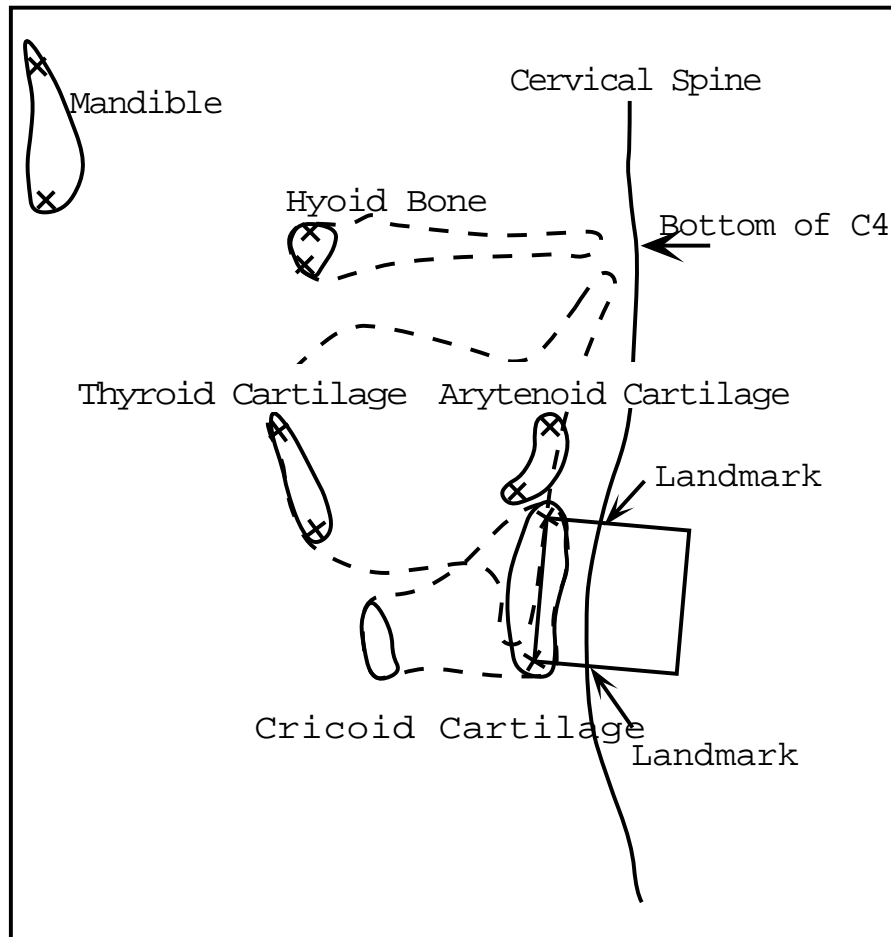 Cervical Spine
Mandible
Hyoid Bone
Bottom of C4
Thyroid Cartilage
Arytenoid Cartilage
Landmark
Cricoid Cartilage
Landmark